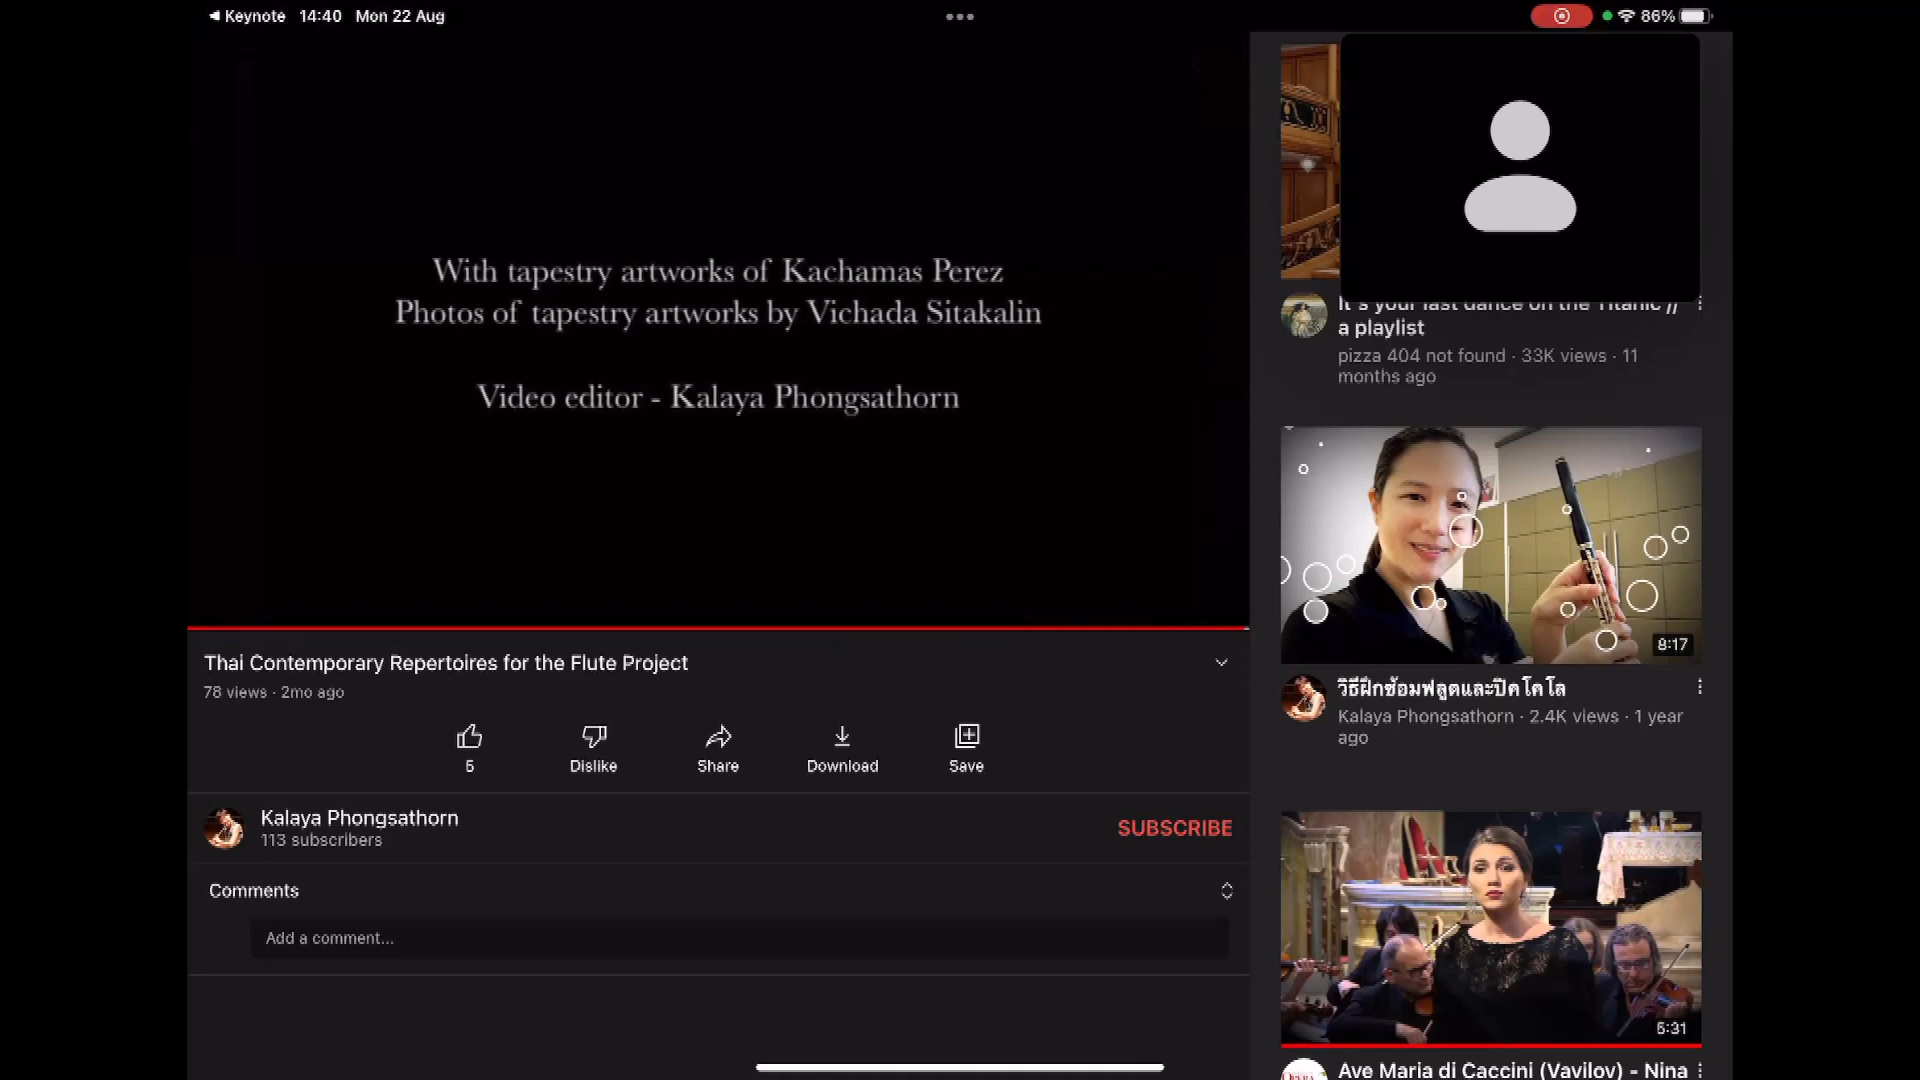 Keynote 14:40 Mon 22 Aug
86%
With tapestry artworks of Kachamas Perez
Photos of tapestry artworks by Vichada Sitakalin
Video editor - Kalaya Phongsathorn
Thai Contemporary Repertoires for the Flute Project
78 views · 2mo ago
5
Dislike
Share
Download
Save
Kalaya Phongsathorn
113 subscribers
SUBSCRIBE
Comments
Add a comment...
It's your last dance on the Titanic //
a playlist
pizza 404 not found · 33K views · 11
months ago
8:17
วิธีฝึกซ้อมฟลูตและปิคโคโล
Kalaya Phongsathorn · 2.4K views · 1 year
ago
5:31
Ave Maria di Caccini (Vavilov) - Nina